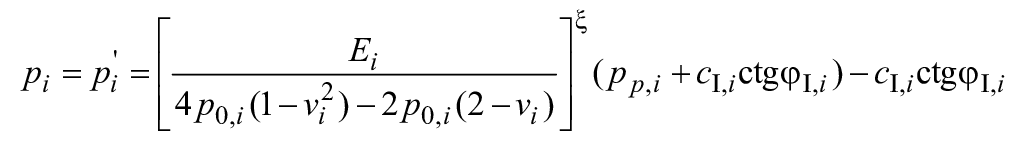 p_i = p_i^' = [ E_i / (4p_{0,i}(1−ν_i^2)−2p_{0,i}(2−ν_i)) ]^ξ (p_{p,i} + c_{I,i}ctgφ_{I,i}) − c_{I,i}ctgφ_{I,i}